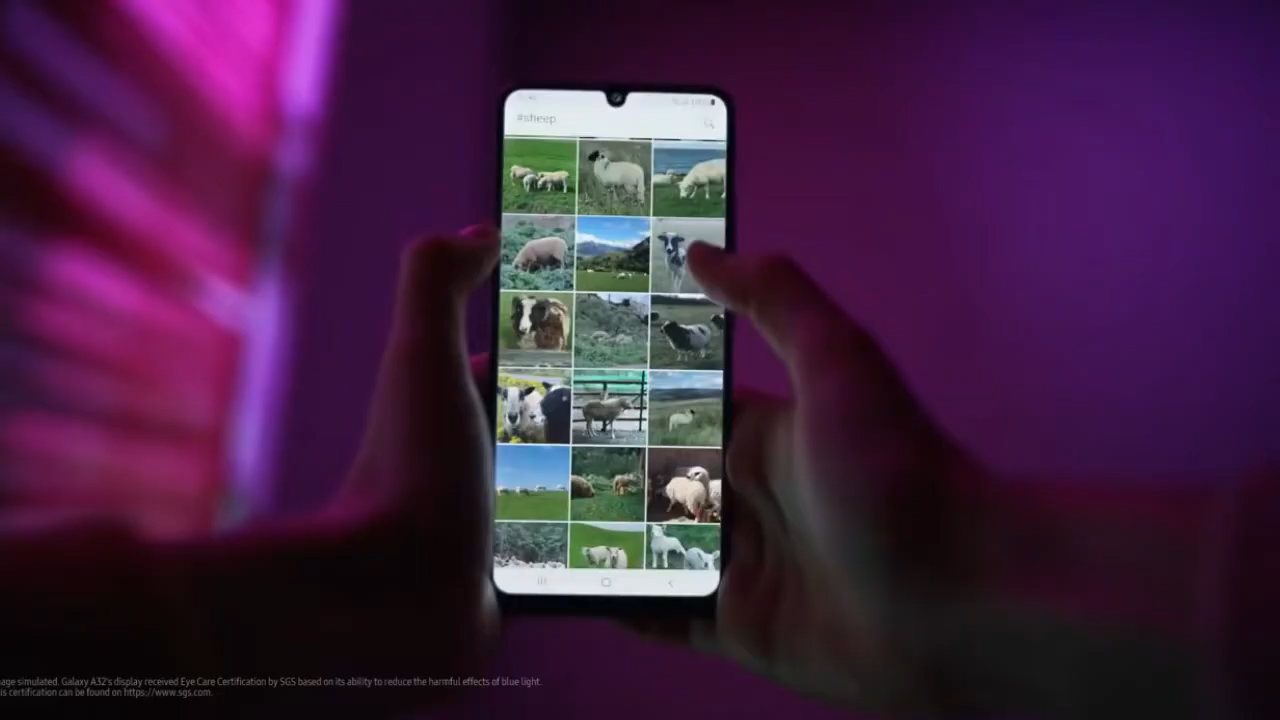 #sheep
age simulated. Galaxy A32's display received Eye Care Certification by SGS based on its ability to reduce the harmful effects of blue light.
is certification can be found on https://www.sgs.com.